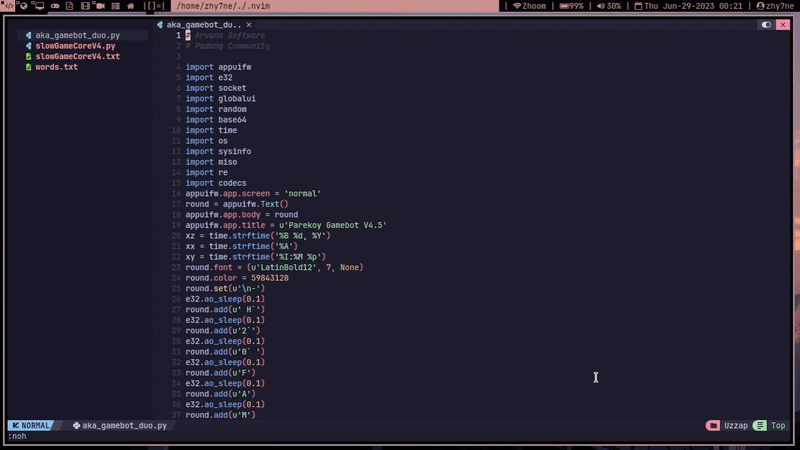 /home/zhy7ne/./.nvim
Zhoom | 99% | 30% | Thu Jun-29-2023 00:21 | zhy7ne
aka_gamebot_duo..
aka_gamebot_duo.py
slowGameCoreV4.py
slowGameCoreV4.txt
words.txt
1 # Arvana Software
2 # Padang Community
3
4 import appuifw
5 import e32
6 import socket
7 import globalui
8 import random
9 import base64
10 import time
11 import os
12 import sysinfo
13 import miso
14 import re
15 import codecs
16 appuifw.app.screen = 'normal'
17 round = appuifw.Text()
18 appuifw.app.body = round
19 appuifw.app.title = u'Parekoy Gamebot V4.5'
20 xz = time.strftime('%B %d, %Y')
21 xx = time.strftime('%A')
22 xy = time.strftime('%I:%M %p')
23 round.font = (u'LatinBold12', 7, None)
24 round.color = 59843128
25 round.set(u'\n-')
26 e32.ao_sleep(0.1)
27 round.add(u' H`')
28 e32.ao_sleep(0.1)
29 round.add(u'2`')
30 e32.ao_sleep(0.1)
31 round.add(u'0` ')
32 e32.ao_sleep(0.1)
33 round.add(u'F')
34 e32.ao_sleep(0.1)
35 round.add(u'A')
36 e32.ao_sleep(0.1)
37 round.add(u'M')
NORMAL aka_gamebot_duo.py Uzzap Top
:noh